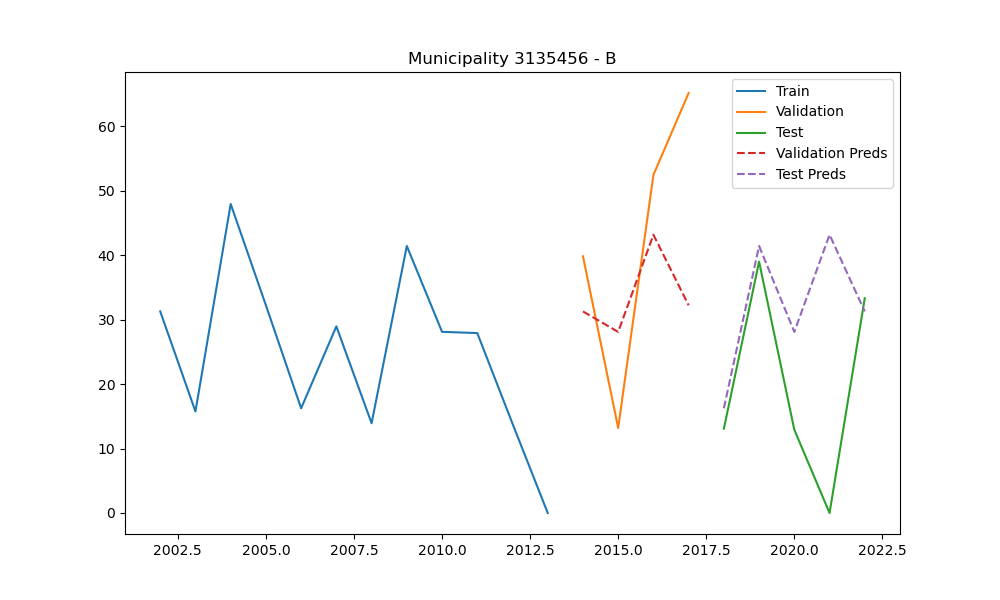 Municipality 3135456 - B
Train
Validation
Test
Validation Preds
Test Preds
60
50
40
30
20
10
0
2002.5 2005.0 2007.5 2010.0 2012.5 2015.0 2017.5 2020.0 2022.5